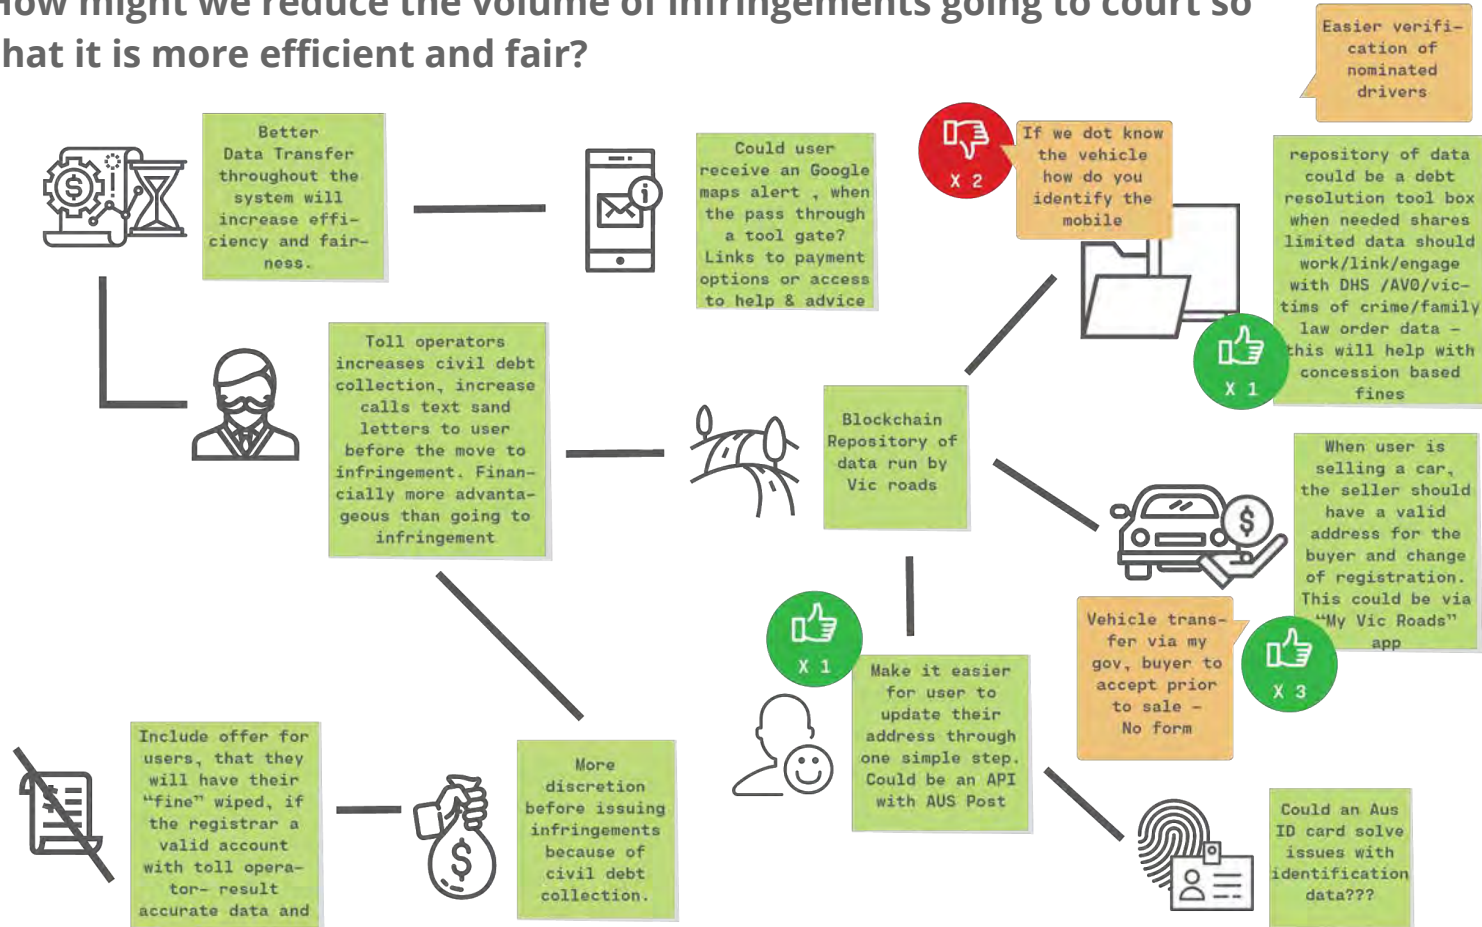 How might we reduce the volume of infringements going to court so
that it is more efficient and fair?
Better
Data Transfer
throughout the
system will
increase effi-
ciency and fair-
ness.
Could user
receive an Google
maps alert , when
the pass through
a tool gate?
Links to payment
options or access
to help & advice
X 2
If we dot know
the vehicle
how do you
identify the
mobile
Easier verifi-
cation of
nominated
drivers
repository of data
could be a debt
resolution tool box
when needed shares
limited data should
work/link/engage
with DHS /AVO/vic-
tims of crime/family
law order data –
this will help with
concession based
fines
X 1
Toll operators
increases civil debt
collection, increase
calls text sand
letters to user
before the move to
infringement. Finan-
cially more advanta-
geous than going to
infringement
Blockchain
Repository of
data run by
Vic roads
When user is
selling a car,
the seller should
have a valid
address for the
buyer and change
of registration.
This could be via
“My Vic Roads”
app
Vehicle trans-
fer via my
gov, buyer to
accept prior
to sale –
No form
X 3
X 1
Make it easier
for user to
update their
address through
one simple step.
Could be an API
with AUS Post
Include offer for
users, that they
will have their
“fine” wiped, if
the registrar a
valid account
with toll opera-
tor– result
accurate data and
$
More
discretion
before issuing
infringements
because of
civil debt
collection.
Could an Aus
ID card solve
issues with
identification
data???